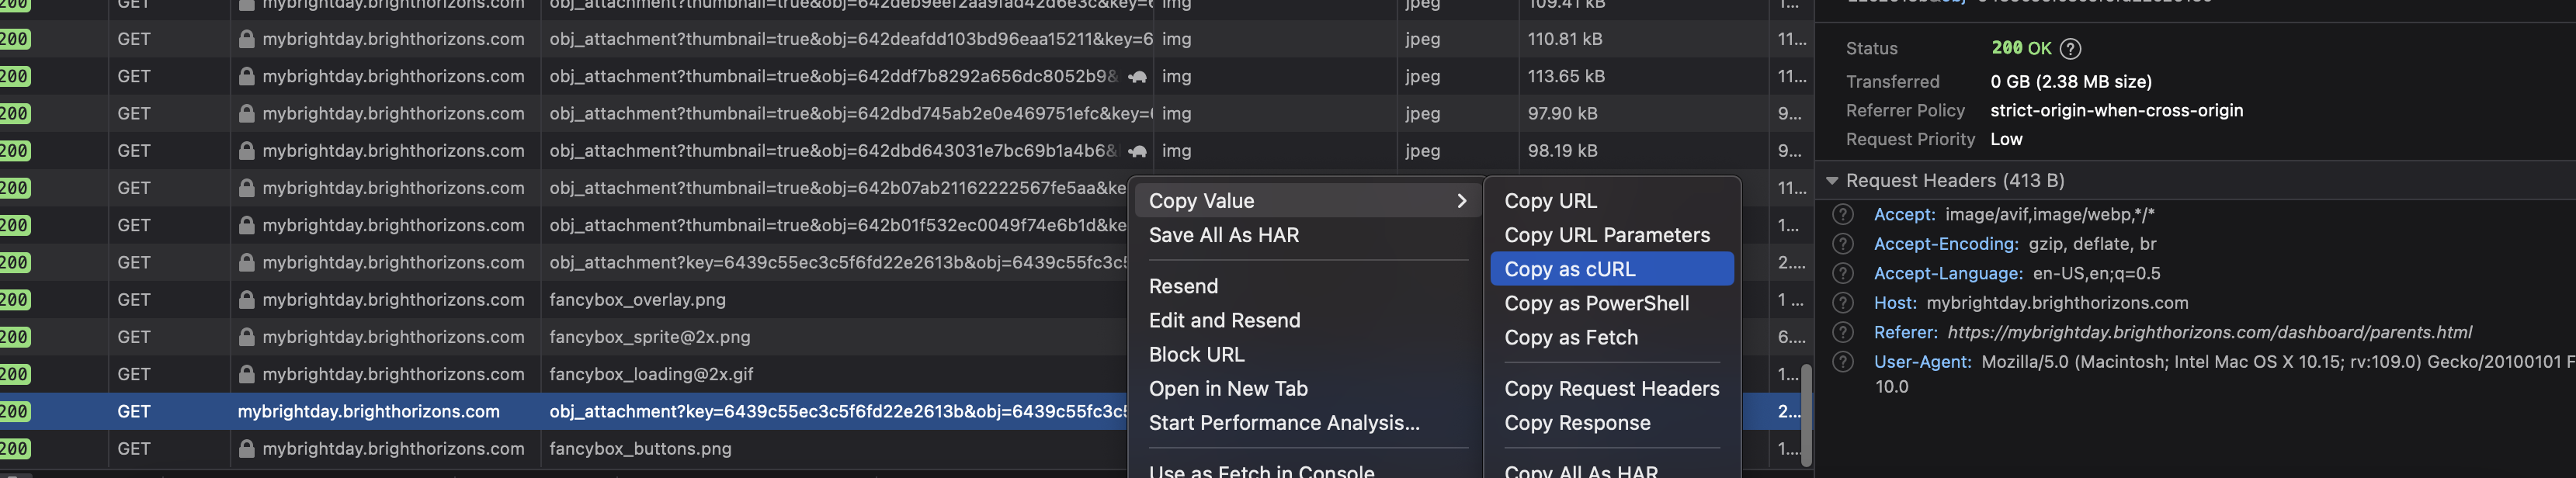 200 GET mybrightday.brighthorizons.com obj_attachment?thumbnail=true&obj=642deb9eef2aa9fad42d6e3c&key=6 img jpeg 109.41 kB 1...
200 GET mybrightday.brighthorizons.com obj_attachment?thumbnail=true&obj=642deafdd103bd96eaa15211&key=6 img jpeg 110.81 kB 11...
200 GET mybrightday.brighthorizons.com obj_attachment?thumbnail=true&obj=642ddf7b8292a656dc8052b9& img jpeg 113.65 kB 11...
200 GET mybrightday.brighthorizons.com obj_attachment?thumbnail=true&obj=642dbd745ab2e0e469751efc&key= img jpeg 97.90 kB 9...
200 GET mybrightday.brighthorizons.com obj_attachment?thumbnail=true&obj=642dbd643031e7bc69b1a4b6& img jpeg 98.19 kB 9...
200 GET mybrightday.brighthorizons.com obj_attachment?thumbnail=true&obj=642b07ab21162222567fe5aa&ke 11...
200 GET mybrightday.brighthorizons.com obj_attachment?thumbnail=true&obj=642b01f532ec0049f74e6b1d&ke 1...
200 GET mybrightday.brighthorizons.com obj_attachment?key=6439c55ec3c5f6fd22e2613b&obj=6439c55fc3c5 2....
200 GET mybrightday.brighthorizons.com fancybox_overlay.png 1 ...
200 GET mybrightday.brighthorizons.com fancybox_sprite@2x.png 6....
200 GET mybrightday.brighthorizons.com fancybox_loading@2x.gif 1...
200 GET mybrightday.brighthorizons.com obj_attachment?key=6439c55ec3c5f6fd22e2613b&obj=6439c55fc3c5 2...
200 GET mybrightday.brighthorizons.com fancybox_buttons.png 1....
Copy Value
Save All As HAR
Resend
Edit and Resend
Block URL
Open in New Tab
Start Performance Analysis...
Use as Fetch in Console
Copy URL
Copy URL Parameters
Copy as cURL
Copy as PowerShell
Copy as Fetch
Copy Request Headers
Copy Response
Copy All As HAR
Status 200 OK ?
Transferred 0 GB (2.38 MB size)
Referrer Policy strict-origin-when-cross-origin
Request Priority Low
Request Headers (413 B)
? Accept: image/avif,image/webp,*/*
? Accept-Encoding: gzip, deflate, br
? Accept-Language: en-US,en;q=0.5
? Host: mybrightday.brighthorizons.com
? Referer: https://mybrightday.brighthorizons.com/dashboard/parents.html
? User-Agent: Mozilla/5.0 (Macintosh; Intel Mac OS X 10.15; rv:109.0) Gecko/20100101 F
10.0